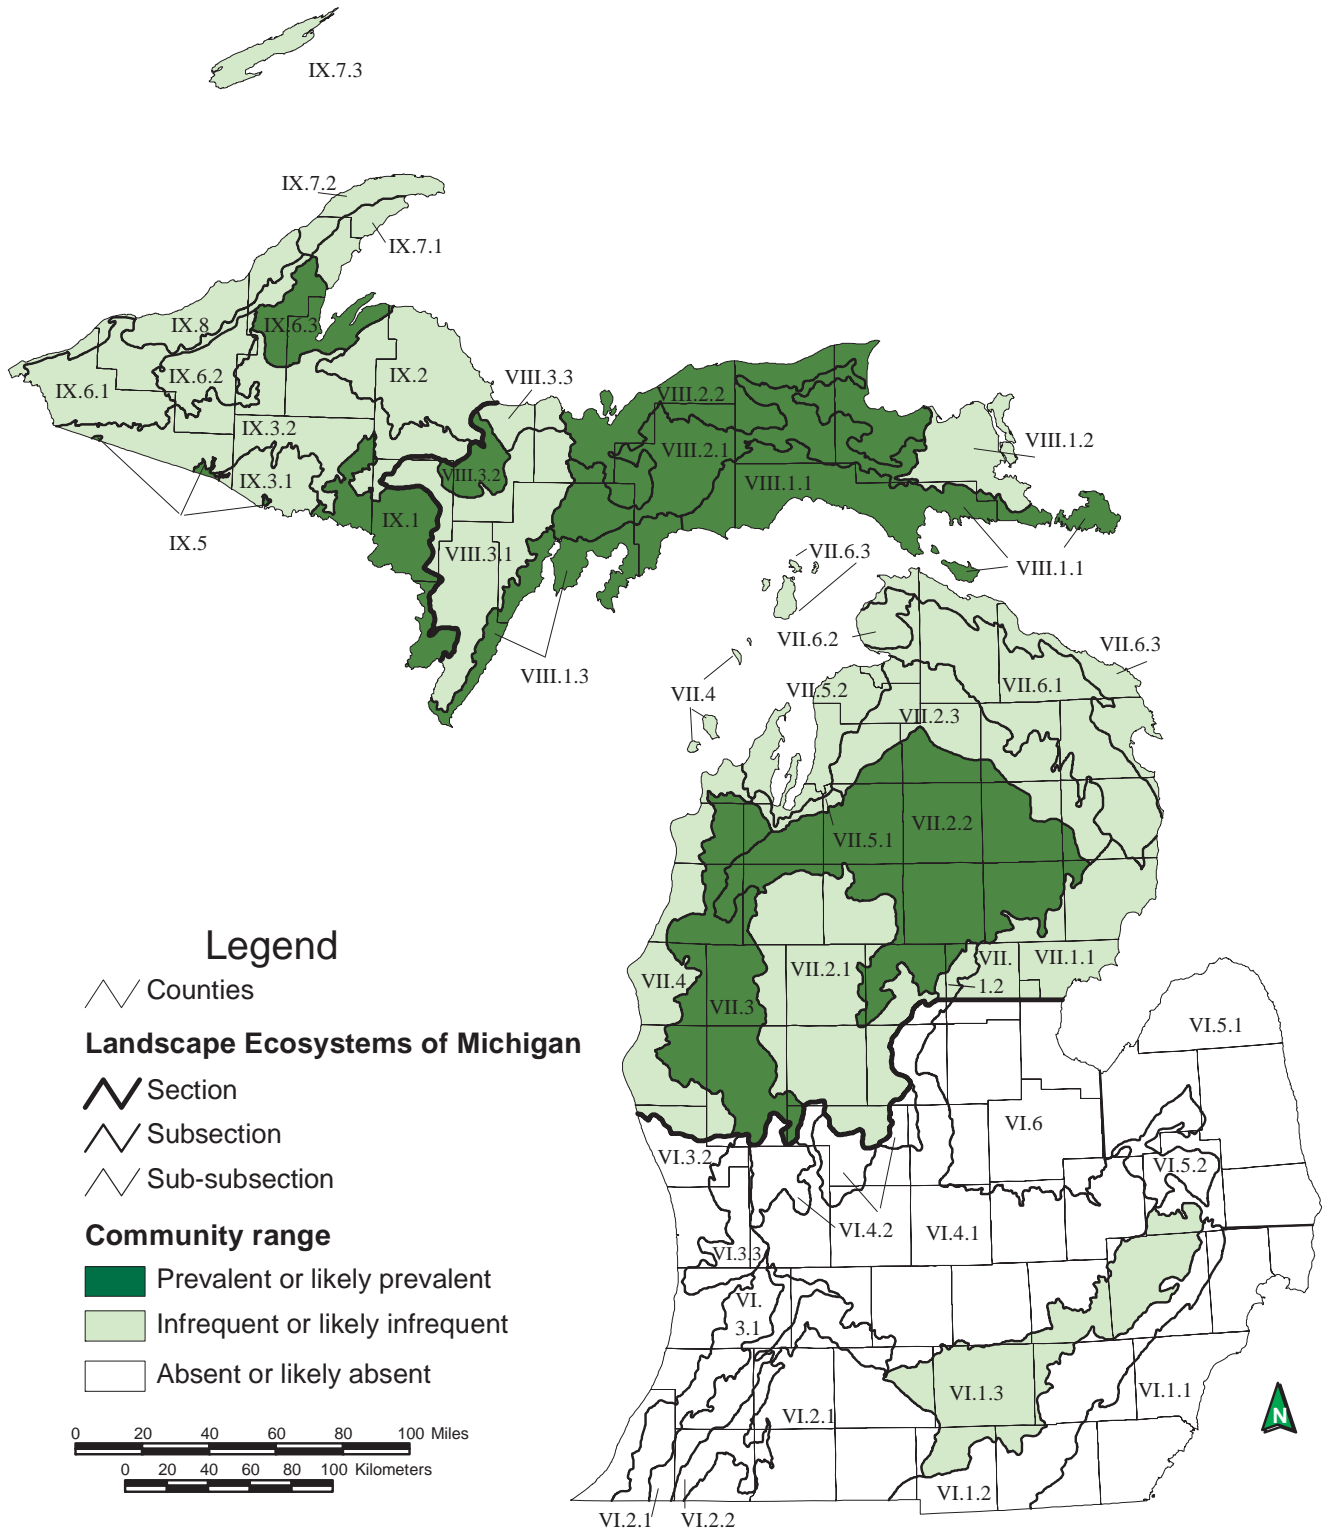 IX.7.3
IX.7.2
IX.7.1
IX.8
IX.6.3
IX.6.2
IX.2
IX.6.1
VIII.3.3
VIII.2.2
IX.3.2
VIII.1.2
VIII.2.1
IX.3.1
VIII.3.2
VIII.1.1
IX.1
IX.5
VIII.3.1
VII.6.3
VIII.1.1
VII.6.2
VII.6.3
VIII.1.3
VII.4
VII.5.2
VII.6.1
VII.2.3
VII.2.2
VII.5.1
VII.4
VII.2.1
VII.
1.2
VII.1.1
VII.3
VI.5.1
VI.6
VI.3.2
VI.5.2
VI.4.2
VI.4.1
VI.3.3
VI.
3.1
VI.1.3
VI.1.1
VI.2.1
VI.1.2
VI.2.1
VI.2.2
Legend
Counties
Landscape Ecosystems of Michigan
Section
Subsection
Sub-subsection
Community range
Prevalent or likely prevalent
Infrequent or likely infrequent
Absent or likely absent
0 20 40 60 80 100 Miles
0 20 40 60 80 100 Kilometers
N